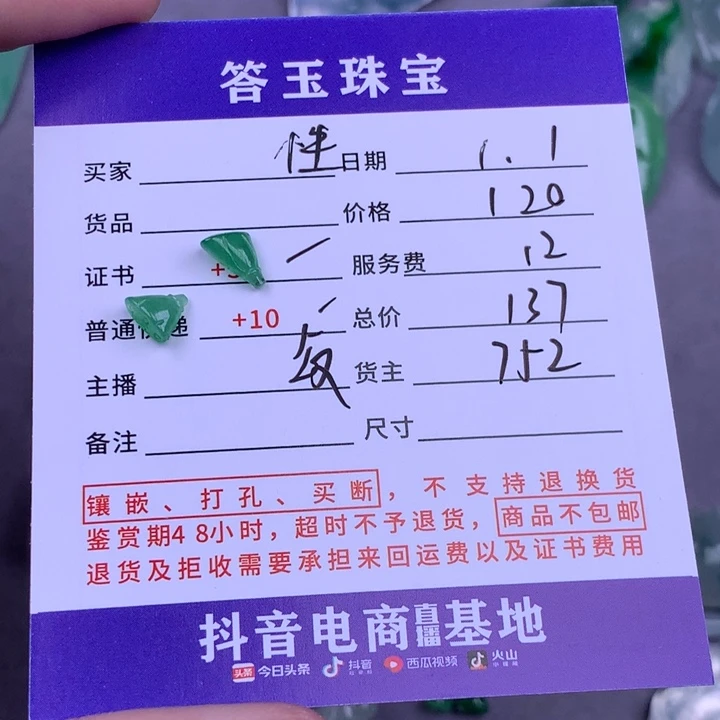 答玉珠宝
买家 性 日期 1.1
货品 价格 120
证书 服务费 12
普通 递 +10 总价 137
主播 货主 752
备注 尺寸
镶嵌、打孔、买断，不支持退换货
鉴赏期48小时，超时不予退货，商品不包邮
退货及拒收需要承担来回运费以及证书费用
抖音电商直播基地
头条 今日头条 抖音 西瓜视频 火山